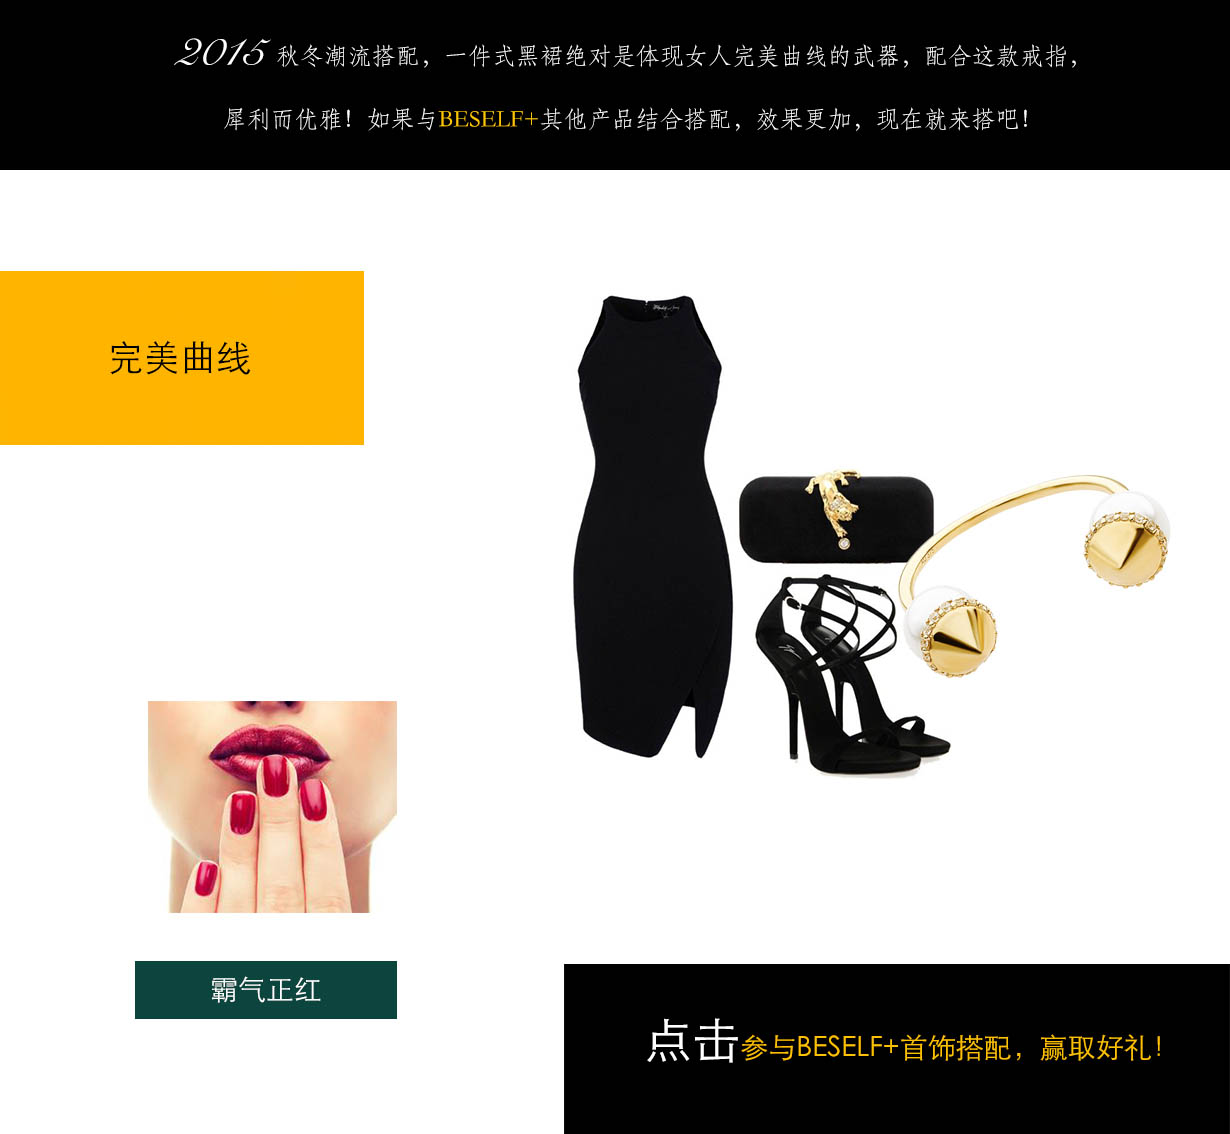 2015 秋冬潮流搭配，一件式黑裙绝对是体现女人完美曲线的武器，配合这款戒指，
犀利而优雅！如果与BESELF+其他产品结合搭配，效果更加，现在就来搭吧！
完美曲线
霸气正红
点击参与BESELF+首饰搭配，赢取好礼！